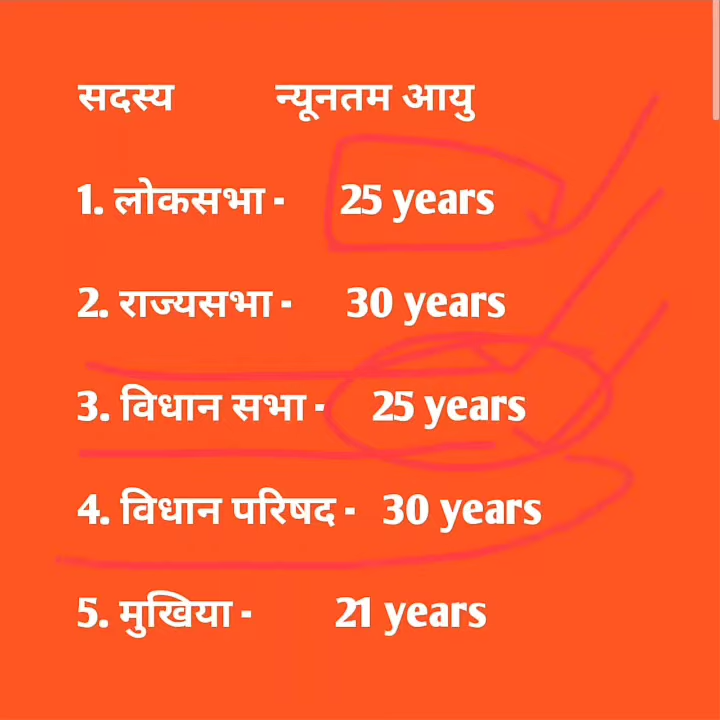 सदस्य न्यूनतम आयु
1. लोकसभा - 25 years
2. राज्यसभा - 30 years
3. विधान सभा - 25 years
4. विधान परिषद - 30 years
5. मुखिया - 21 years